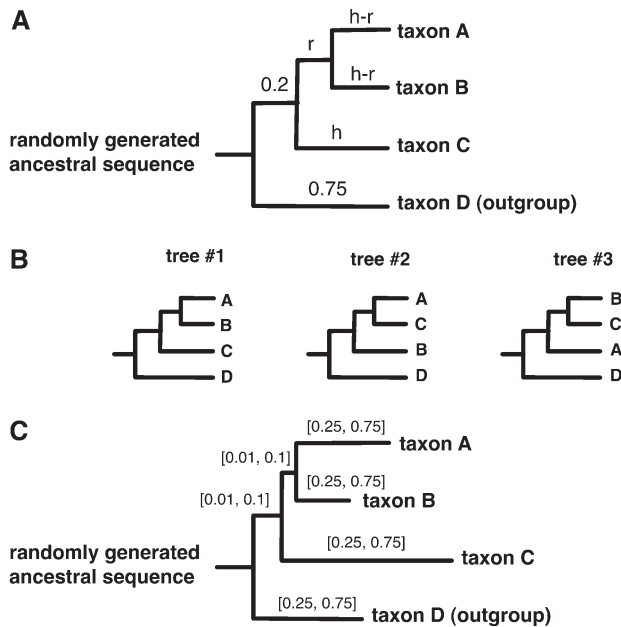 A
h-r
taxon A
r
h-r
taxon B
0.2
randomly generated
ancestral sequence
h
taxon C
0.75
taxon D (outgroup)
B
tree #1
tree #2
tree #3
A
B
C
D
A
C
B
D
B
C
A
D
C
[0.25, 0.75]
taxon A
[0.01, 0.1]
[0.25, 0.75]
taxon B
[0.01, 0.1]
randomly generated
ancestral sequence
[0.25, 0.75]
taxon C
[0.25, 0.75]
taxon D (outgroup)